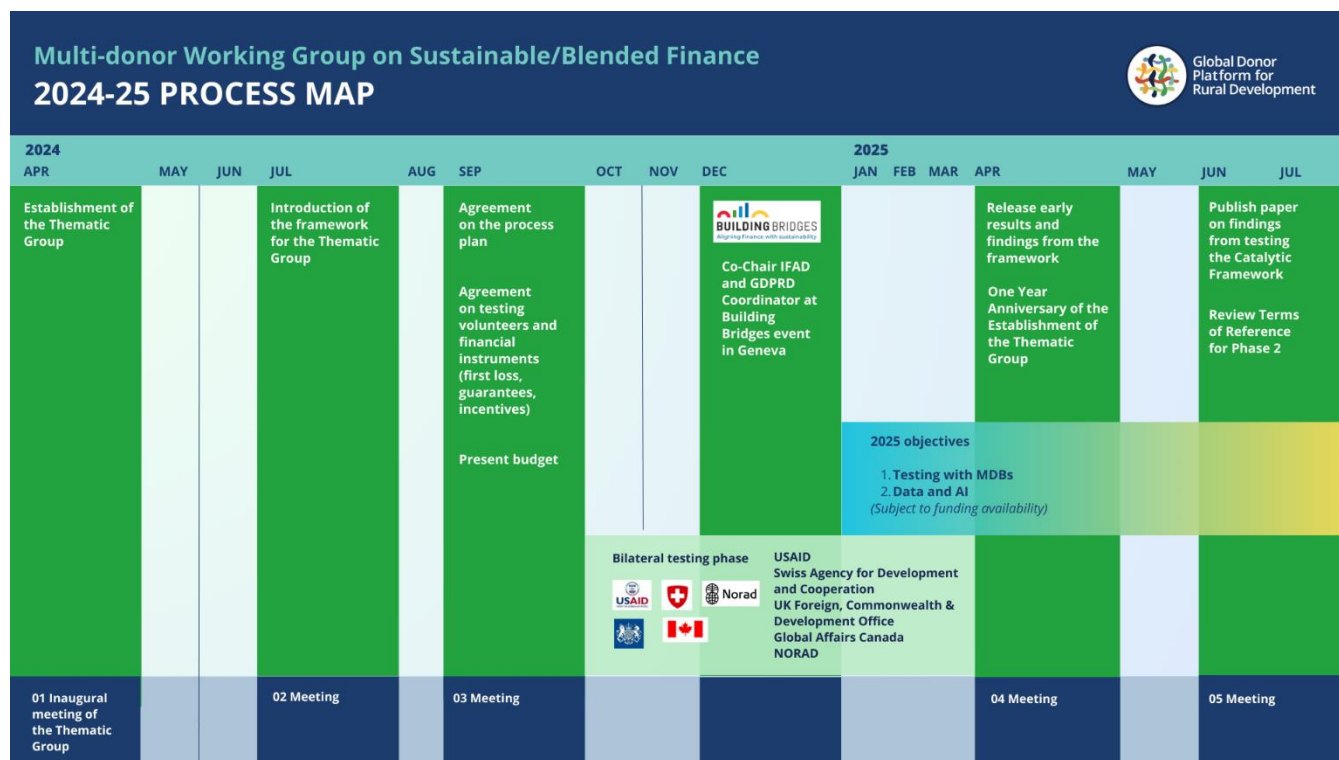 Multi-donor Working Group on Sustainable/Blended Finance
2024-25 PROCESS MAP
Global Donor
Platform for
Rural Development
2024
2025
APR MAY JUN JUL AUG SEP OCT NOV DEC JAN FEB MAR APR MAY JUN JUL
Establishment of
the Thematic
Group
Introduction of
the framework
for the Thematic
Group
Agreement
on the process
plan
Agreement
on testing
volunteers and
financial
instruments
(first loss,
guarantees,
incentives)
Present budget
BUILDING BRIDGES
Aligning finance with sustainability
Co-Chair IFAD
and GDPRD
Coordinator at
Building
Bridges event
in Geneva
Release early
results and
findings from the
framework
One Year
Anniversary of the
Establishment of
the Thematic
Group
Publish paper
on findings
from testing
the Catalytic
Framework
Review Terms
of Reference
for Phase 2
2025 objectives
1. Testing with MDBs
2. Data and AI
(Subject to funding availability)
Bilateral testing phase
USAID
Norad
USAID
Swiss Agency for Development
and Cooperation
UK Foreign, Commonwealth &
Development Office
Global Affairs Canada
NORAD
01 Inaugural
meeting of
the Thematic
Group
02 Meeting
03 Meeting
04 Meeting
05 Meeting